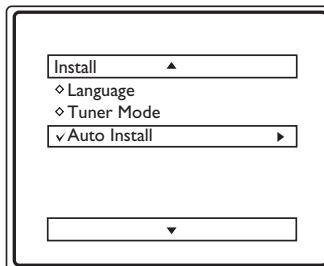 Install ▲
◇ Language
◇ Tuner Mode
✓ Auto Install ▶
▼